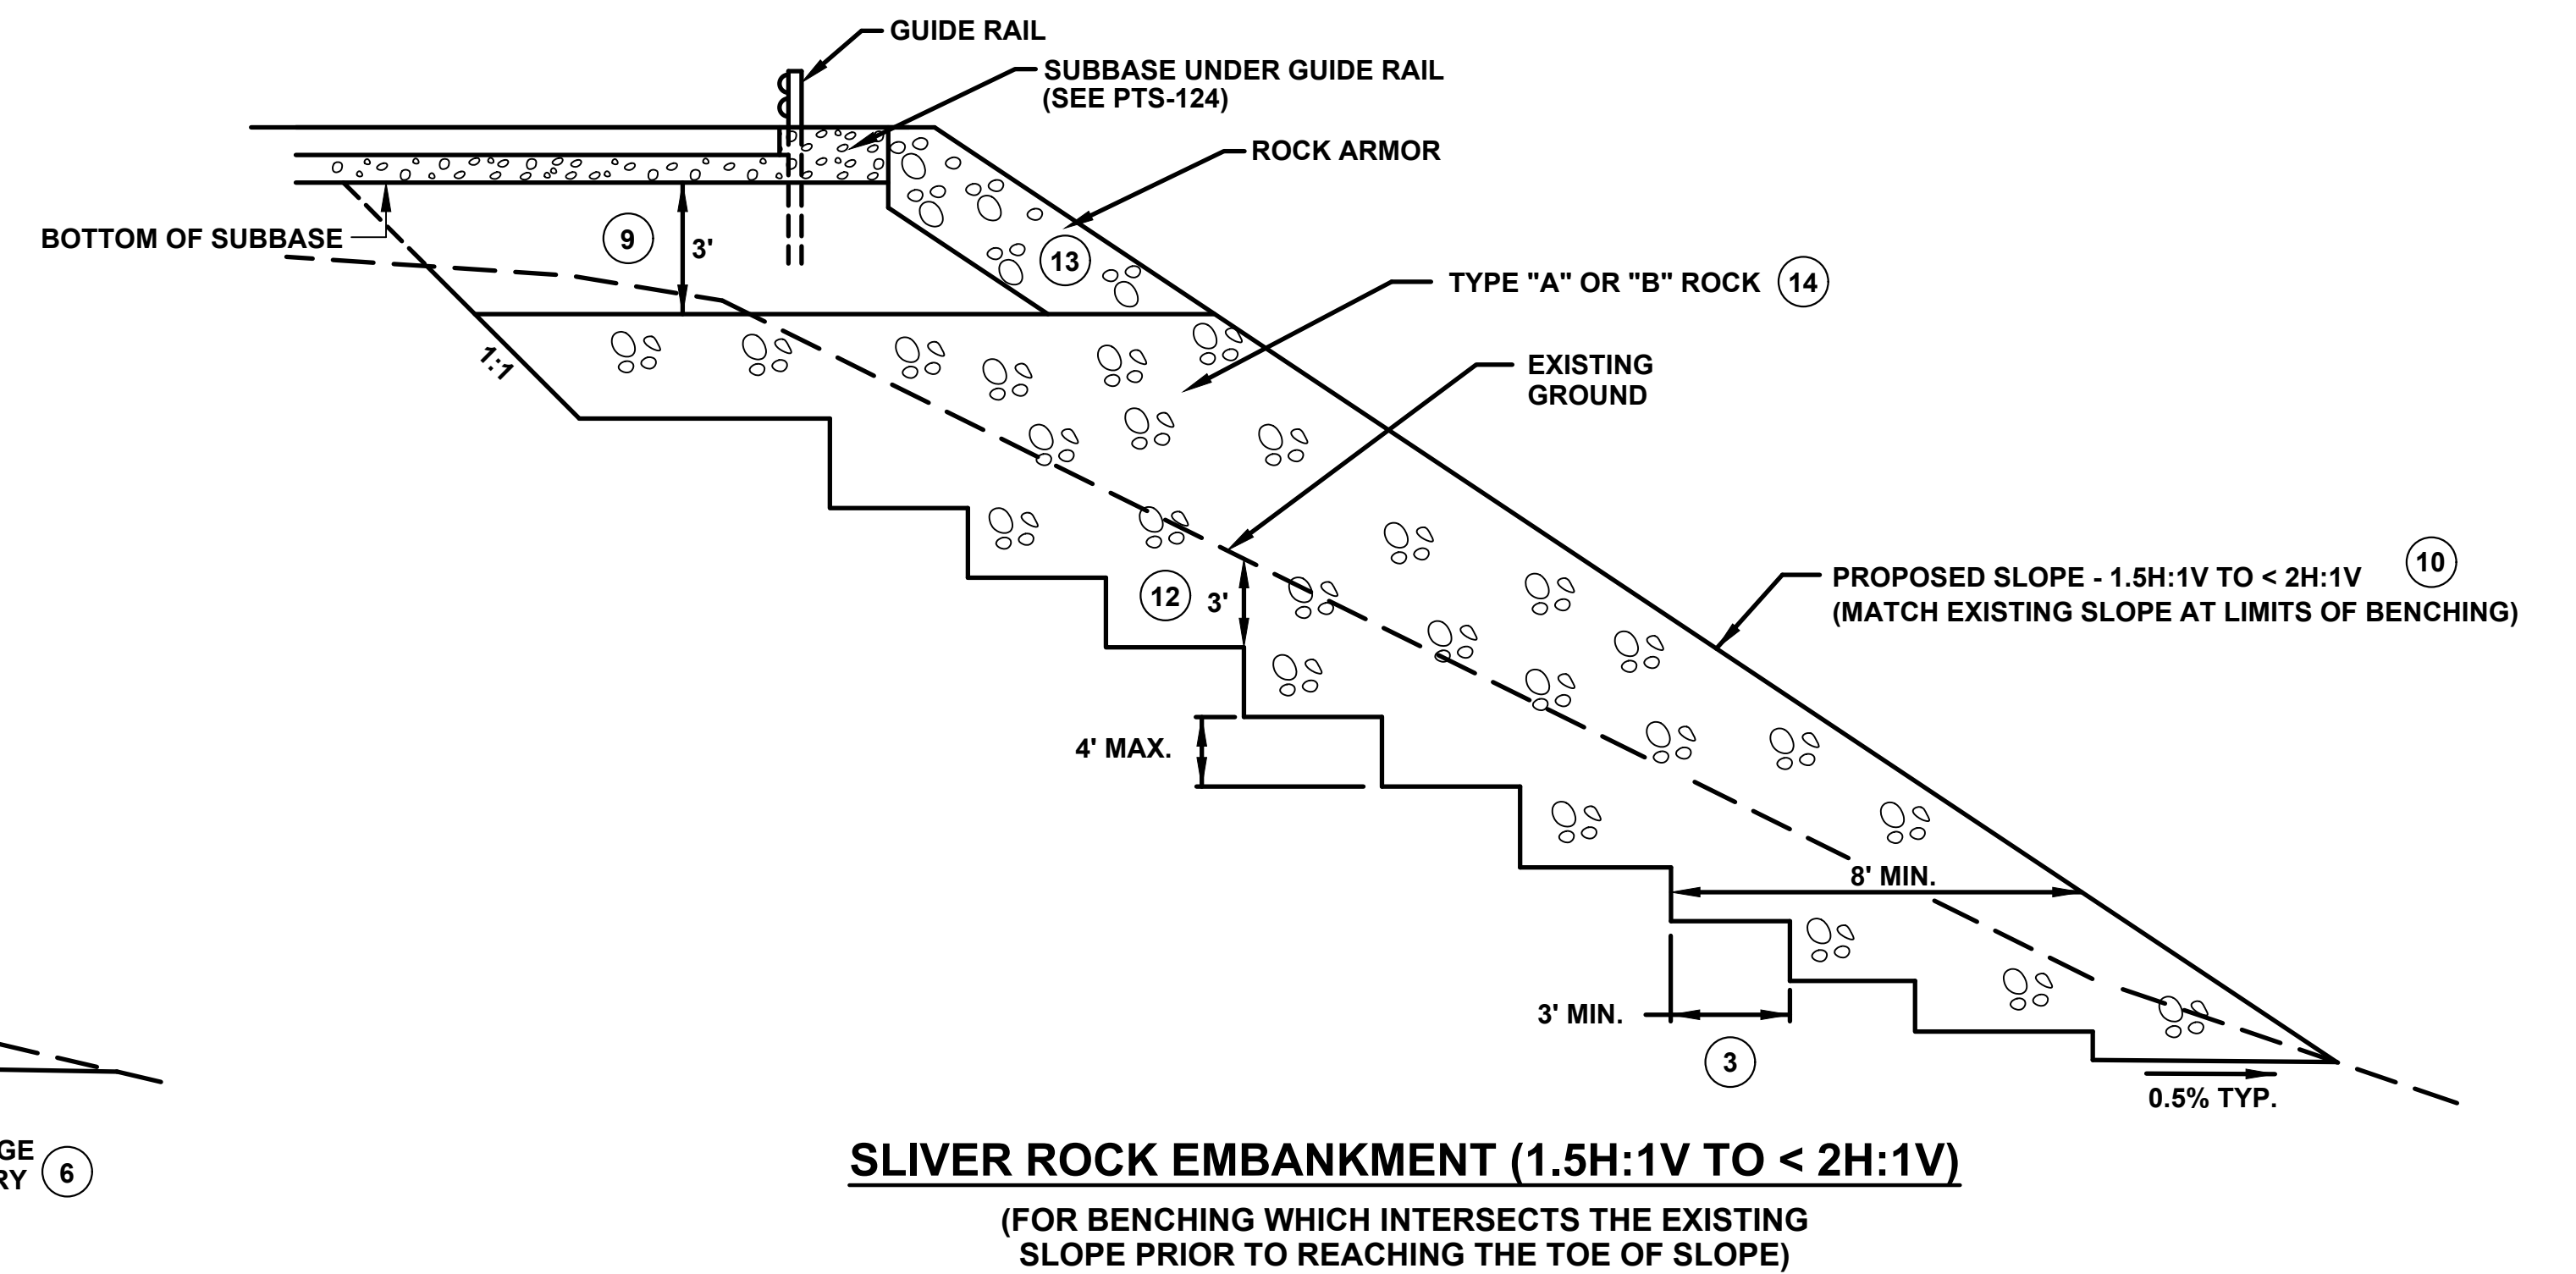 GUIDE RAIL
SUBBASE UNDER GUIDE RAIL
(SEE PTS-124)
ROCK ARMOR
BOTTOM OF SUBBASE
9
3'
13
TYPE "A" OR "B" ROCK 14
1:1
EXISTING
GROUND
12 3'
PROPOSED SLOPE - 1.5H:1V TO < 2H:1V 10
(MATCH EXISTING SLOPE AT LIMITS OF BENCHING)
4' MAX.
8' MIN.
3' MIN.
3
0.5% TYP.
GE
RY 6
SLIVER ROCK EMBANKMENT (1.5H:1V TO < 2H:1V)
(FOR BENCHING WHICH INTERSECTS THE EXISTING
SLOPE PRIOR TO REACHING THE TOE OF SLOPE)